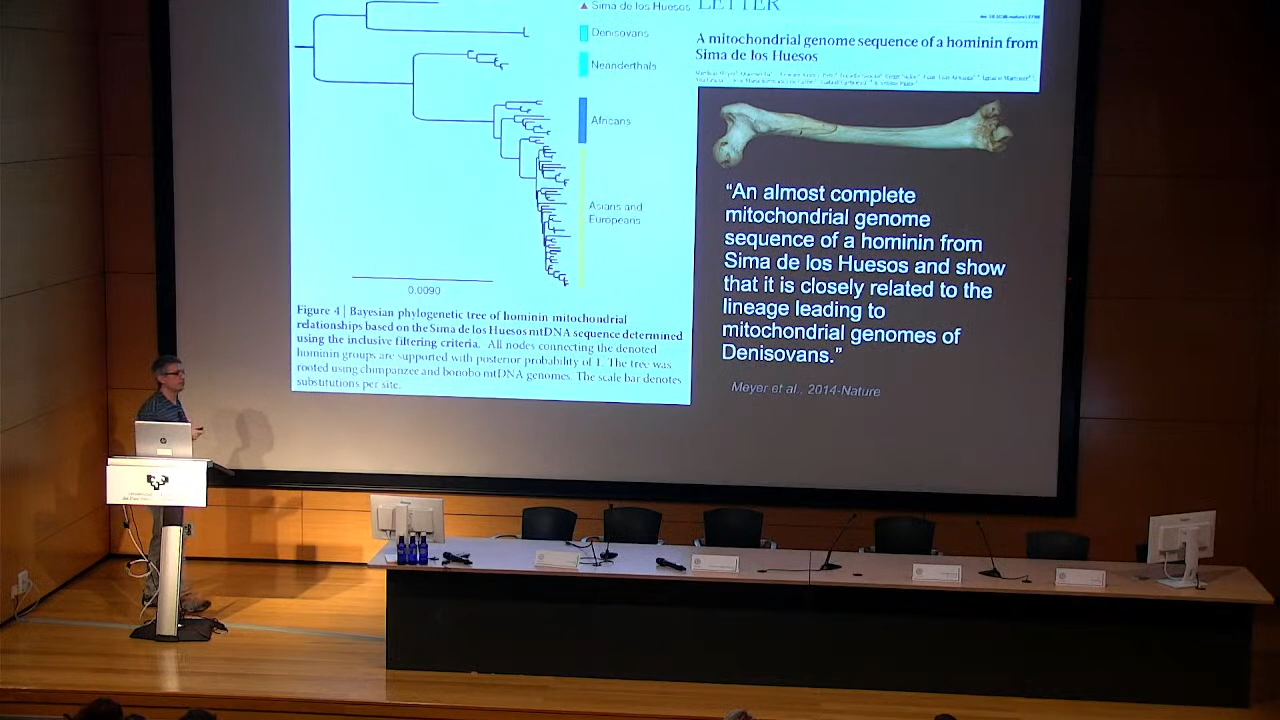 Sima de los Huesos
Denisovans
Neanderthals
Africans
Asians and
Europeans
0.0090
Figure 4 | Bayesian phylogenetic tree of hominin mitochondrial
relationships based on the Sima de los Huesos mtDNA sequence determined
using the inclusive filtering criteria. All nodes connecting the denoted
hominin groups are supported with posterior probability of 1. The tree was
rooted using chimpanzee and bonobo mtDNA genomes. The scale bar denotes
substitutions per site.
LETTER
A mitochondrial genome sequence of a hominin from
Sima de los Huesos
“An almost complete
mitochondrial genome
sequence of a hominin from
Sima de los Huesos and show
that it is closely related to the
lineage leading to
mitochondrial genomes of
Denisovans.”
Meyer et al., 2014-Nature
hp